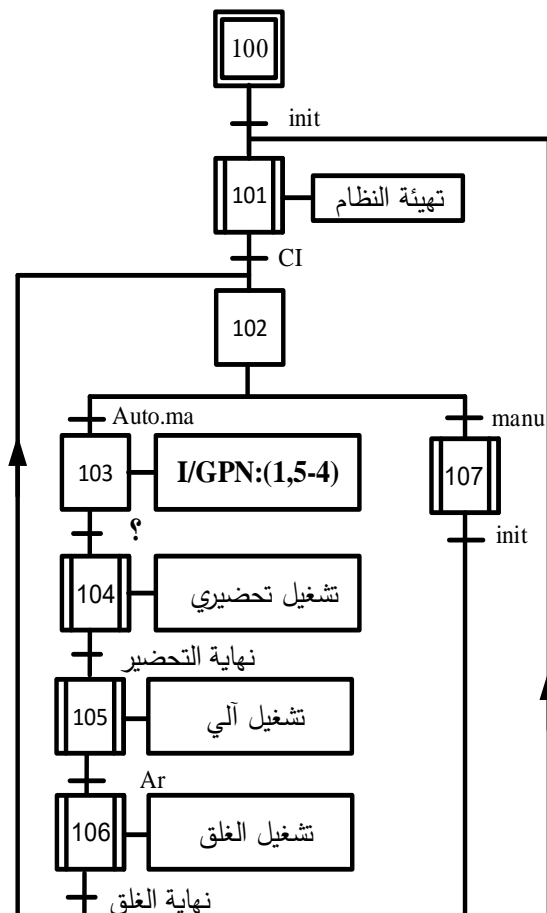 100
init
101
تهيئة النظام
CI
102
Auto.ma
manu
103
I/GPN:(1,5-4)
107
؟
init
104
تشغيل تحضيري
نهاية التحضير
105
تشغيل آلي
Ar
106
تشغيل الغلق
نهاية الغلق